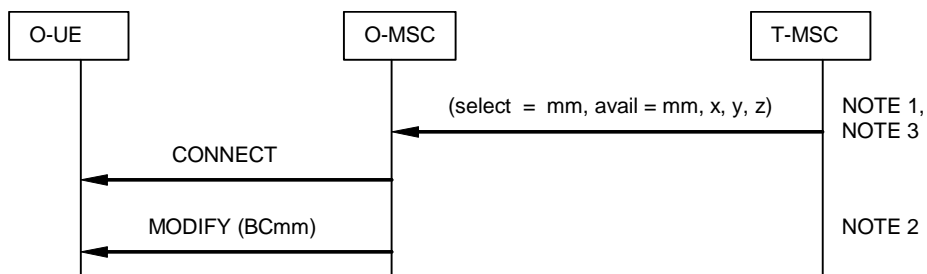 O-UE
O-MSC
T-MSC
(select = mm, avail = mm, x, y, z)
NOTE 1,
NOTE 3
CONNECT
MODIFY (BCmm)
NOTE 2